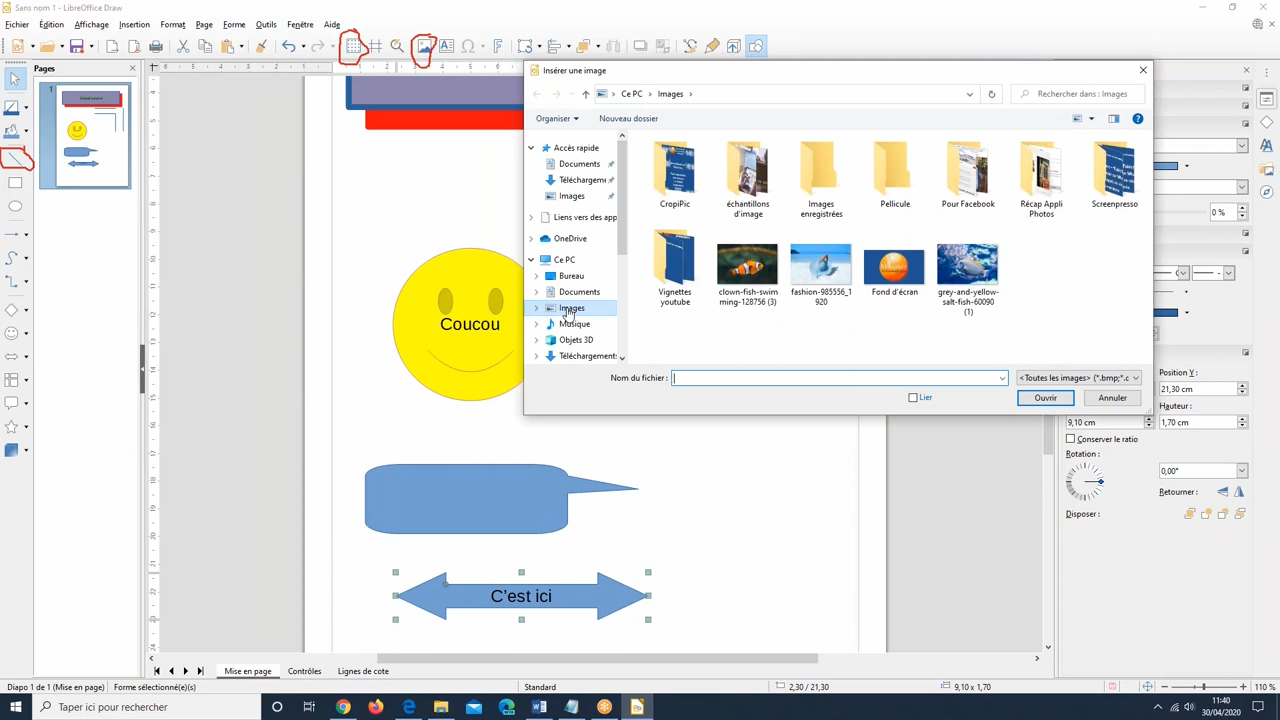 Sans nom 1 - LibreOffice Draw
Fichier Édition Affichage Insertion Format Page Forme Outils Fenêtre Aide
Pages
1
Insérer une image
Ce PC Images
Rechercher dans : Images
Organiser Nouveau dossier
Accès rapide
Documents
Téléchargeme
Images
Liens vers des app
OneDrive
Ce PC
Bureau
Documents
Images
Musique
Objets 3D
Téléchargements
CropiPic
échantillons d'image
Images enregistrées
Pellicule
Pour Facebook
Récap Appli Photos
Screenpresso
Vignettes youtube
clown-fish-swimming-128756 (3)
fashion-985556_1920
Fond d'écran
grey-and-yellow-salt-fish-60090 (1)
Nom du fichier : <Toutes les images> (*.bmp;*.c
Lier
Ouvrir Annuler
Coucou
C'est ici
0 %
Position Y :
21,30 cm
Hauteur :
9,10 cm 1,70 cm
Conserver le ratio
Rotation :
0,00°
Retourner :
Disposer :
Mise en page Contrôles Lignes de cote
Diapo 1 de 1 (Mise en page) Forme sélectionné(e)(s) Standard 2,30 / 21,30 9,10 x 1,70 110 %
Taper ici pour rechercher
11:40
30/04/2020